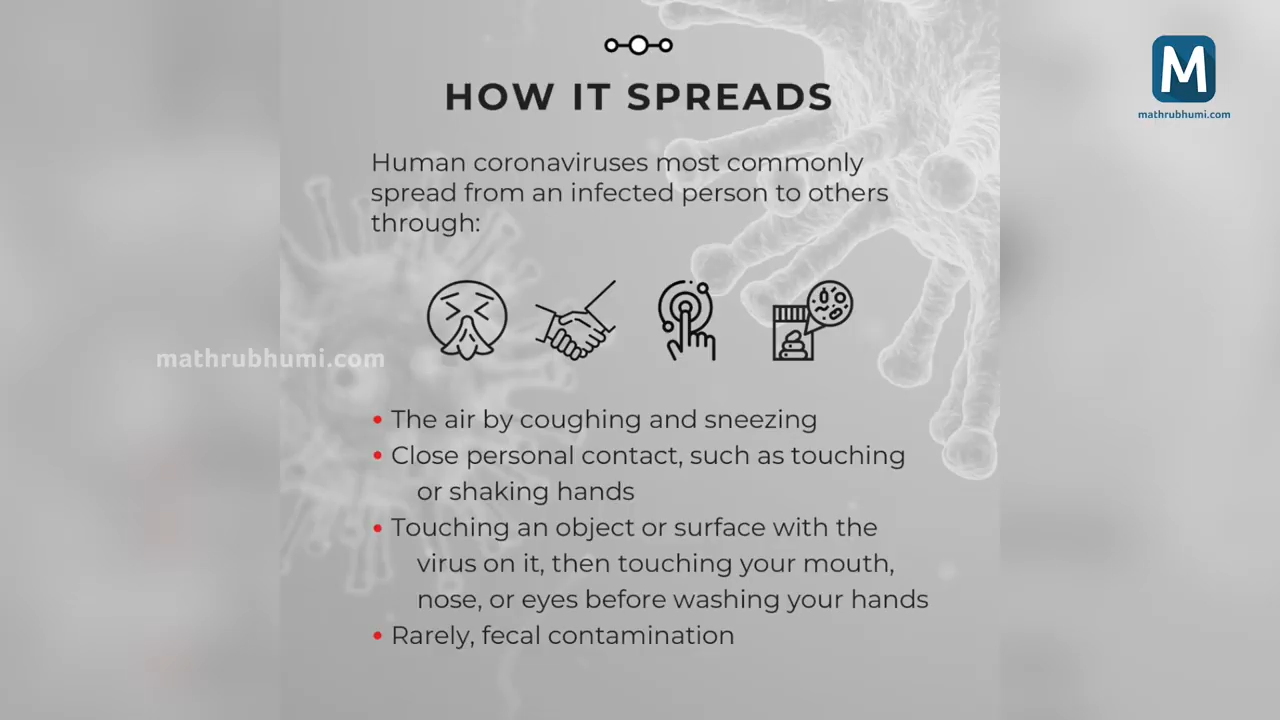 M
mathrubhumi.com
HOW IT SPREADS
Human coronaviruses most commonly
spread from an infected person to others
through:
mathrubhumi.com
• The air by coughing and sneezing
• Close personal contact, such as touching
or shaking hands
• Touching an object or surface with the
virus on it, then touching your mouth,
nose, or eyes before washing your hands
• Rarely, fecal contamination